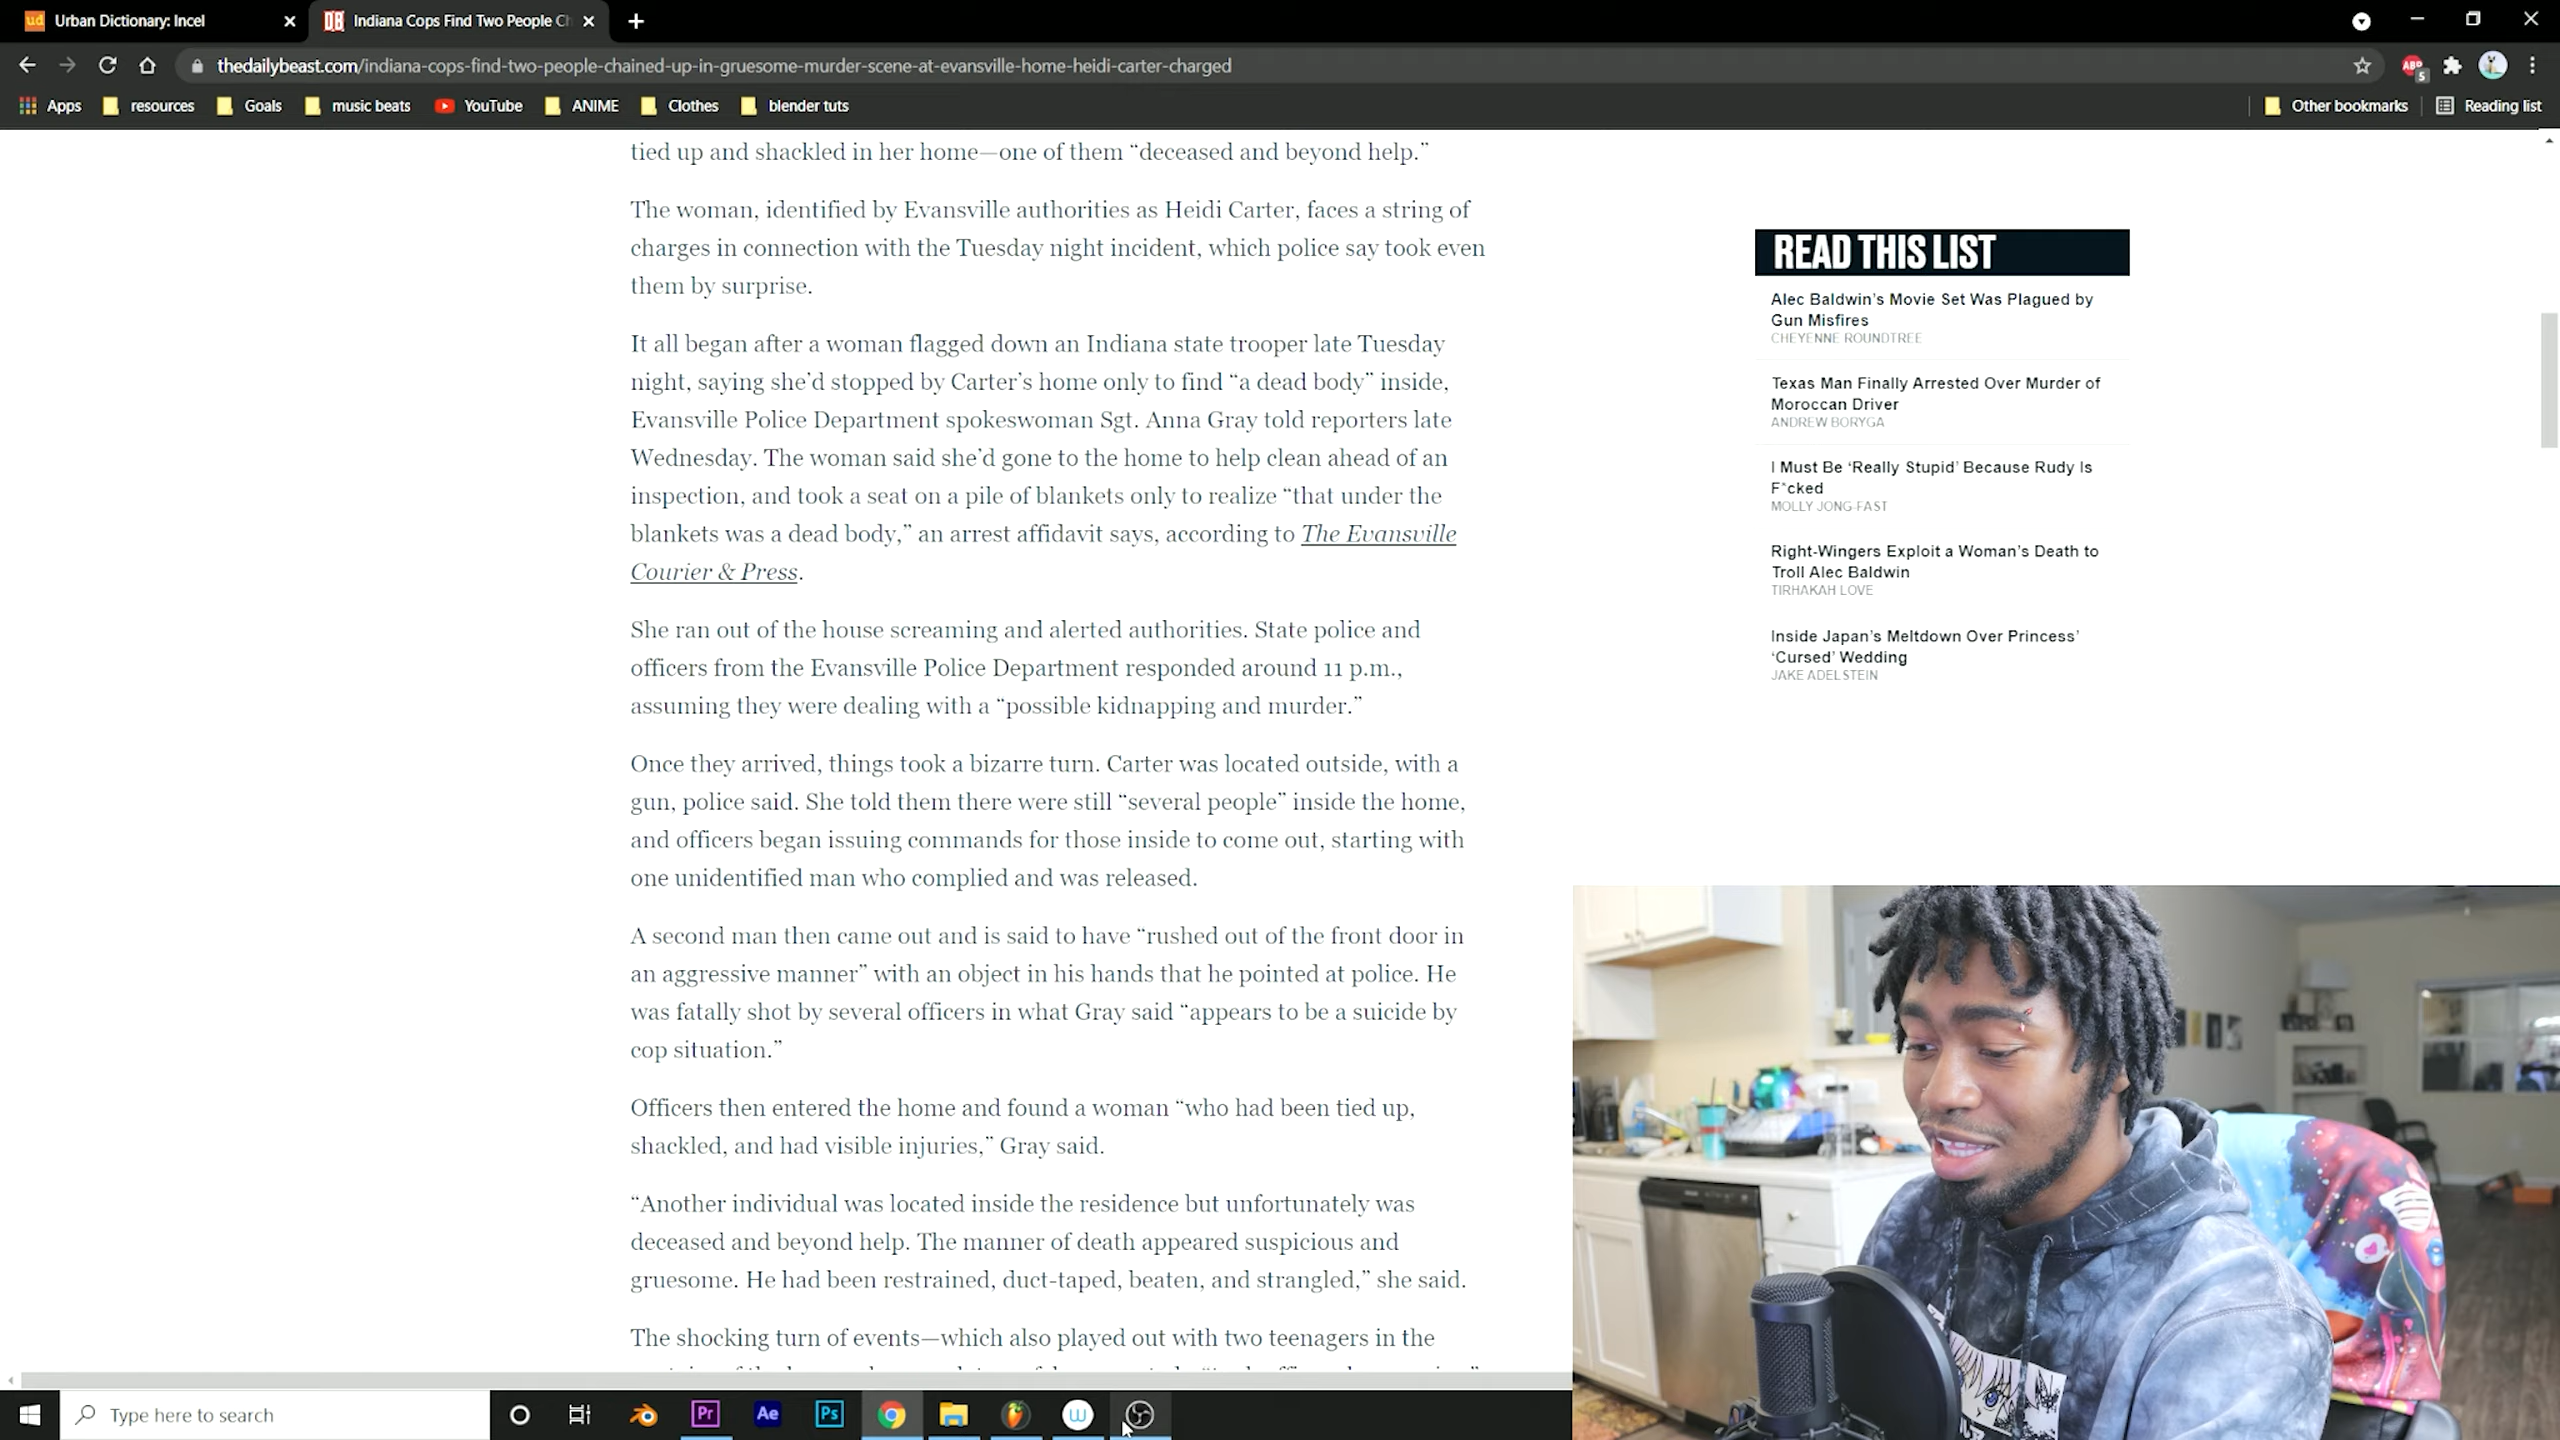 Urban Dictionary: Incel
Indiana Cops Find Two People Ch
thedailybeast.com/indiana-cops-find-two-people-chained-up-in-gruesome-murder-scene-at-evansville-home-heidi-carter-charged
ABP
5
Apps
resources
Goals
music beats
YouTube
ANIME
Clothes
blender tuts
Other bookmarks
Reading list
tied up and shackled in her home—one of them “deceased and beyond help.”
The woman, identified by Evansville authorities as Heidi Carter, faces a string of
charges in connection with the Tuesday night incident, which police say took even
them by surprise.
It all began after a woman flagged down an Indiana state trooper late Tuesday
night, saying she’d stopped by Carter’s home only to find “a dead body” inside,
Evansville Police Department spokeswoman Sgt. Anna Gray told reporters late
Wednesday. The woman said she’d gone to the home to help clean ahead of an
inspection, and took a seat on a pile of blankets only to realize “that under the
blankets was a dead body,” an arrest affidavit says, according to The Evansville
Courier & Press.
She ran out of the house screaming and alerted authorities. State police and
officers from the Evansville Police Department responded around 11 p.m.,
assuming they were dealing with a “possible kidnapping and murder.”
Once they arrived, things took a bizarre turn. Carter was located outside, with a
gun, police said. She told them there were still “several people” inside the home,
and officers began issuing commands for those inside to come out, starting with
one unidentified man who complied and was released.
A second man then came out and is said to have “rushed out of the front door in
an aggressive manner” with an object in his hands that he pointed at police. He
was fatally shot by several officers in what Gray said “appears to be a suicide by
cop situation.”
Officers then entered the home and found a woman “who had been tied up,
shackled, and had visible injuries,” Gray said.
“Another individual was located inside the residence but unfortunately was
deceased and beyond help. The manner of death appeared suspicious and
gruesome. He had been restrained, duct-taped, beaten, and strangled,” she said.
The shocking turn of events—which also played out with two teenagers in the
READ THIS LIST
Alec Baldwin’s Movie Set Was Plagued by
Gun Misfires
CHEYENNE ROUNDTREE
Texas Man Finally Arrested Over Murder of
Moroccan Driver
ANDREW BORYGA
I Must Be ‘Really Stupid’ Because Rudy Is
F*cked
MOLLY JONG-FAST
Right-Wingers Exploit a Woman’s Death to
Troll Alec Baldwin
TIRHAKAH LOVE
Inside Japan’s Meltdown Over Princess’
‘Cursed’ Wedding
JAKE ADELSTEIN
Type here to search
Pr
Ae
Ps